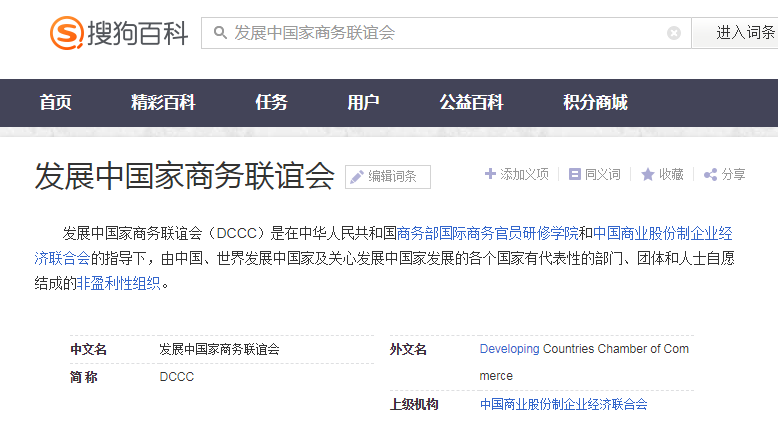 搜狗百科 发展中国家商务联谊会 进入词条
首页 精彩百科 任务 用户 公益百科 积分商城
发展中国家商务联谊会 编辑词条 添加义项 同义词 收藏 分享
发展中国家商务联谊会（DCCC）是在中华人民共和国商务部国际商务官员研修学院和中国商业股份制企业经
济联合会的指导下，由中国、世界发展中国家及关心发展中国家发展的各个国家有代表性的部门、团体和人士自愿
结成的非盈利性组织。
中文名 发展中国家商务联谊会
简 称 DCCC
外文名 Developing Countries Chamber of Com
merce
上级机构 中国商业股份制企业经济联合会